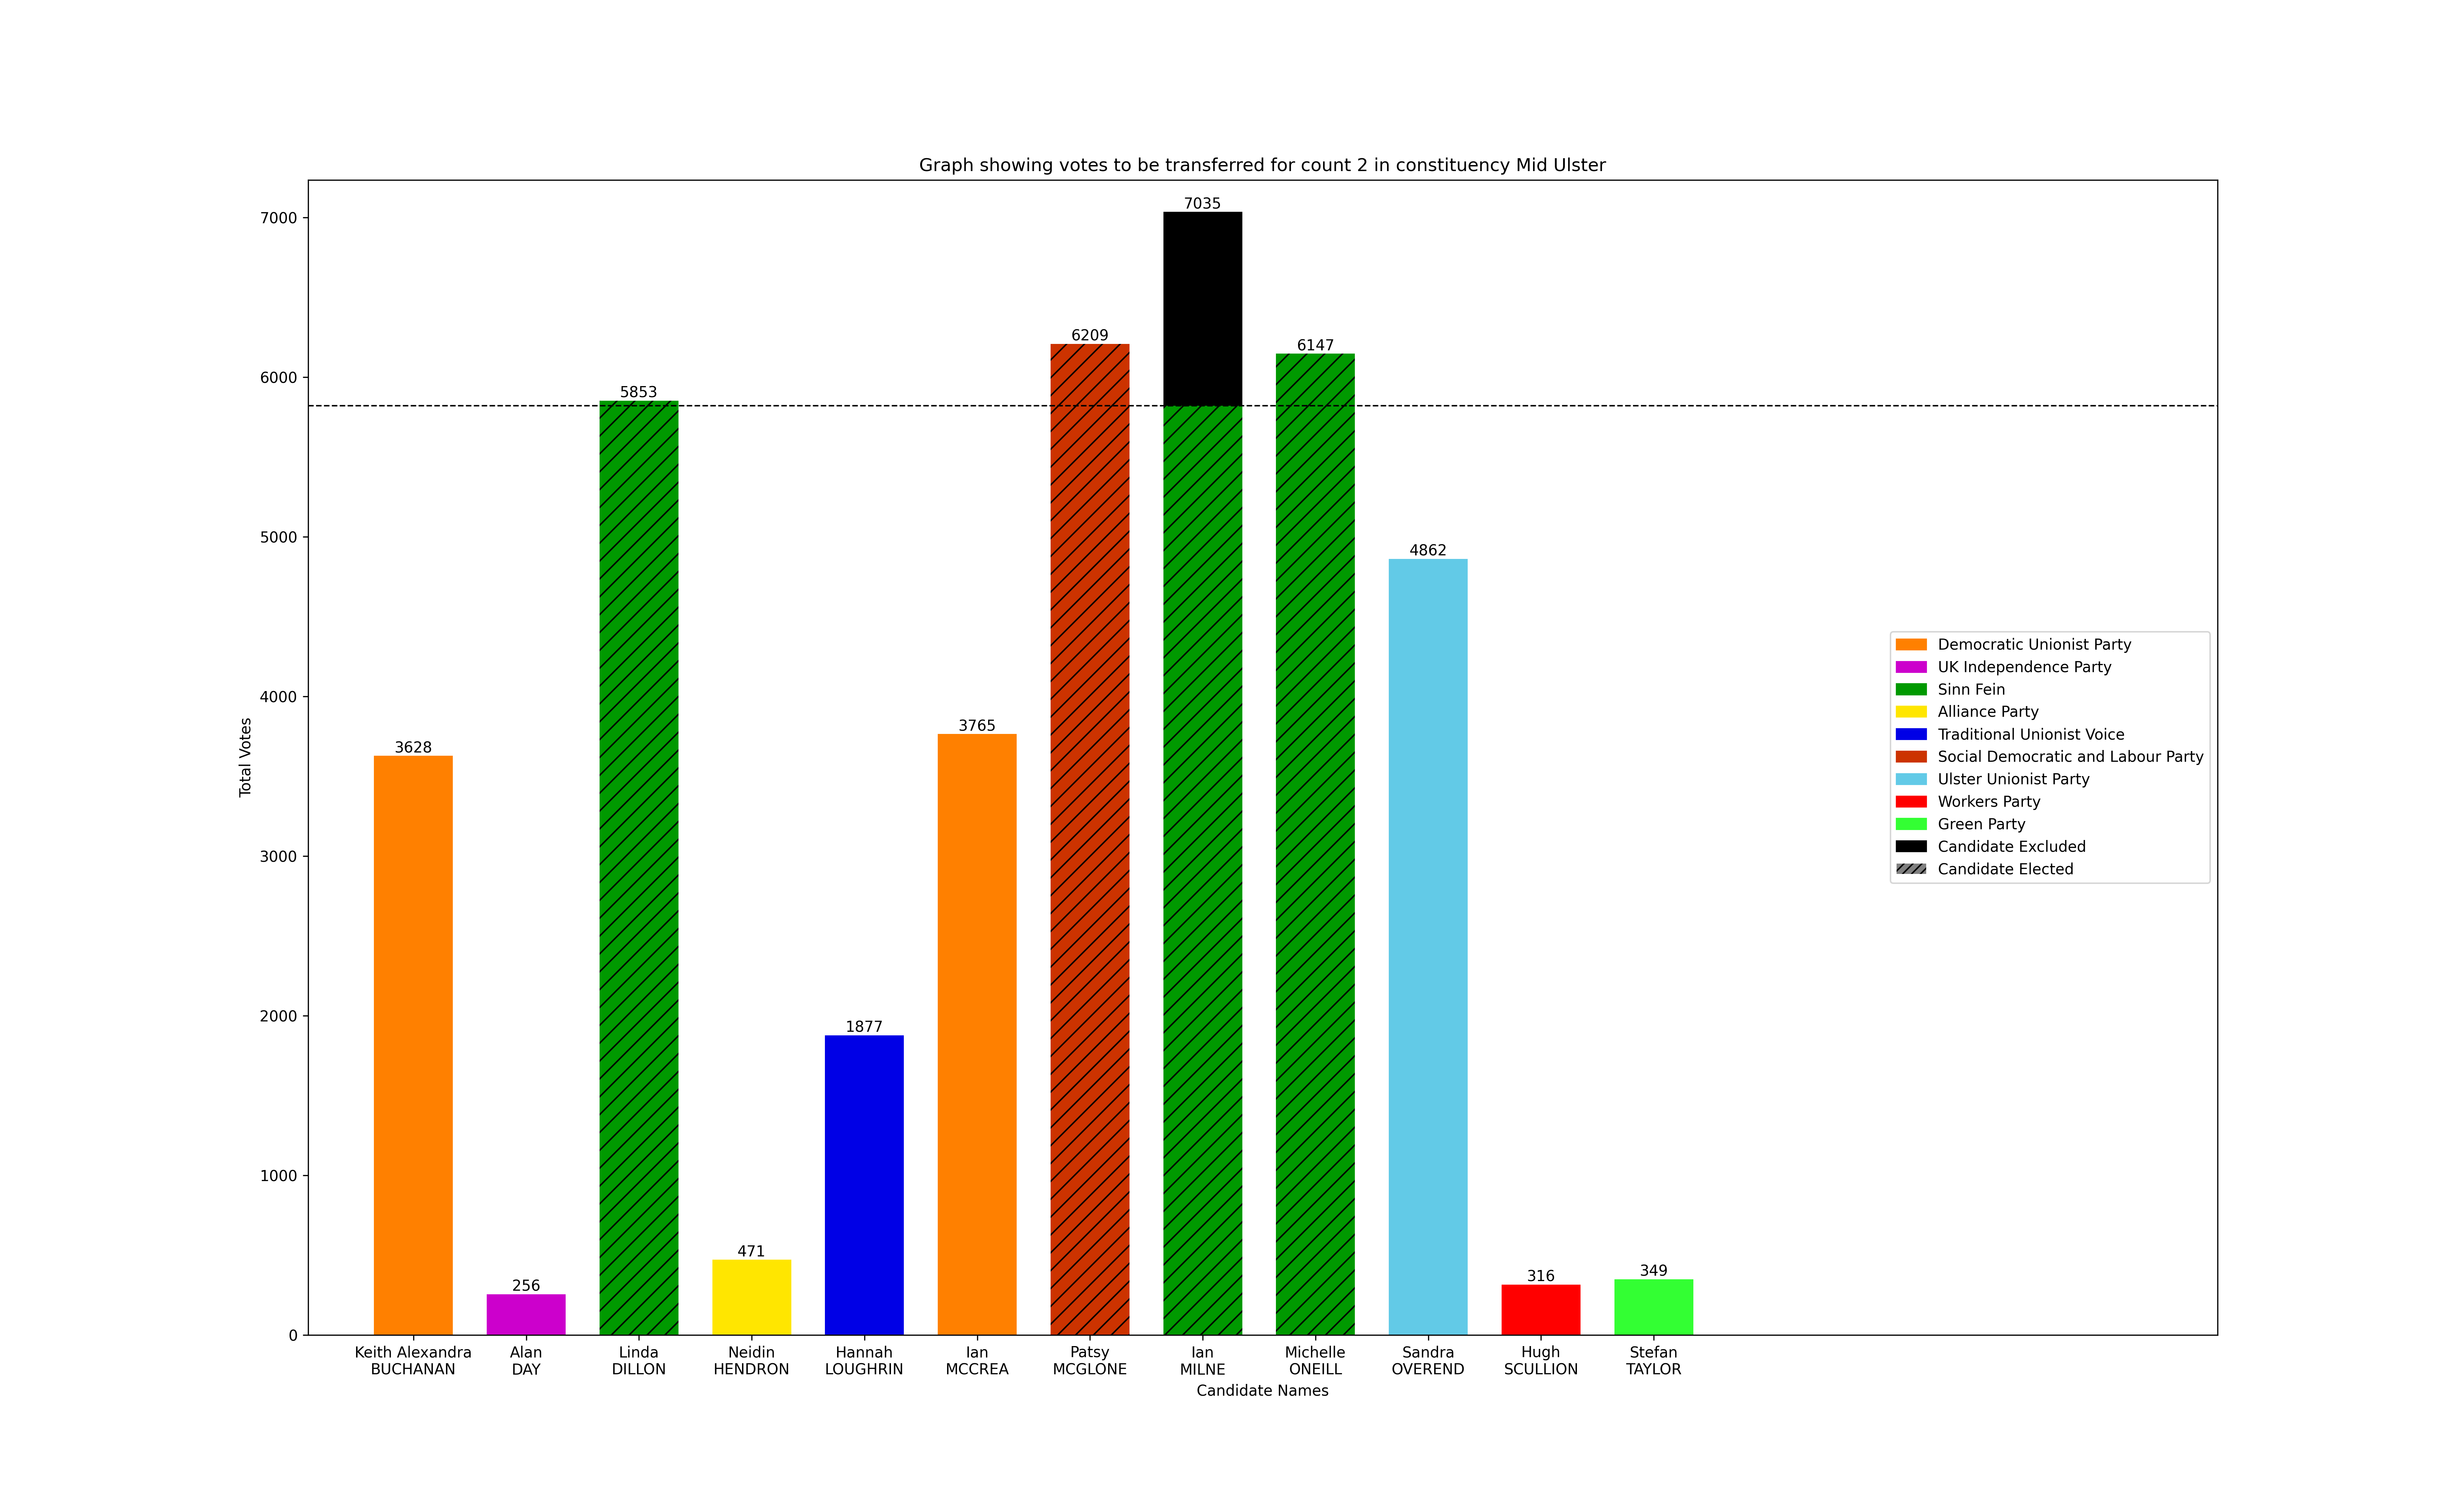 Graph showing votes to be transferred for count 2 in constituency Mid Ulster
7035
7000
6209
6147
6000
5853
5000
4862
Democratic Unionist Party
UK Independence Party
Sinn Fein
Alliance Party
Traditional Unionist Voice
Social Democratic and Labour Party
Ulster Unionist Party
Workers Party
Green Party
Candidate Excluded
Candidate Elected
4000
3765
3628
Total Votes
3000
2000
1877
1000
471
349
316
256
0
Keith Alexandra
BUCHANAN
Alan
DAY
Linda
DILLON
Neidin
HENDRON
Hannah
LOUGHRIN
Ian
MCCREA
Patsy
MCGLONE
Ian
MILNE
Michelle
ONEILL
Sandra
OVEREND
Hugh
SCULLION
Stefan
TAYLOR
Candidate Names